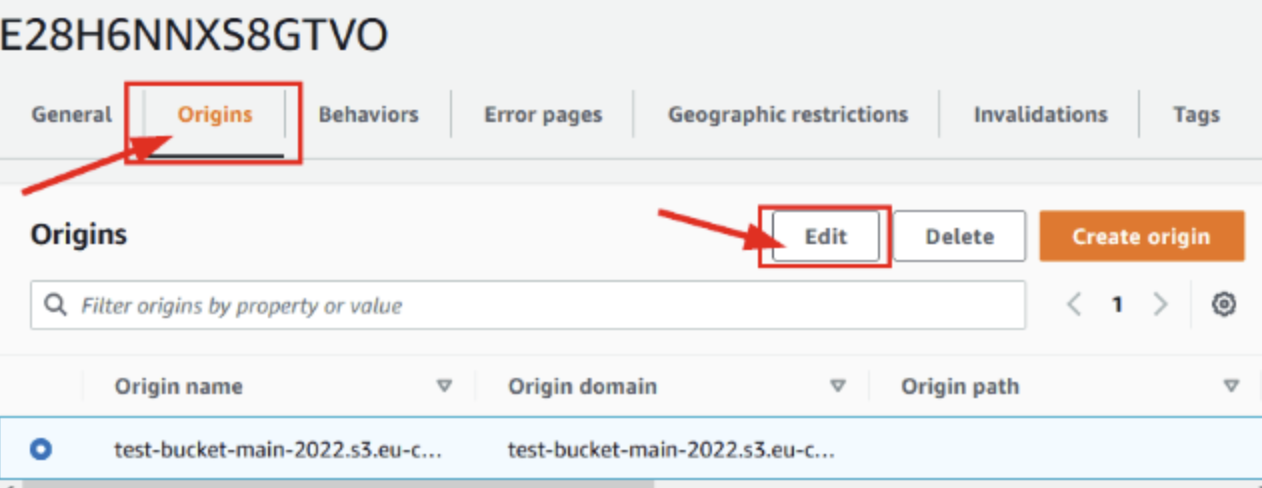 E28H6NNXS8GTVO
General Origins Behaviors Error pages Geographic restrictions Invalidations Tags
Origins Edit Delete Create origin
Filter origins by property or value 1
Origin name Origin domain Origin path
test-bucket-main-2022.s3.eu-c... test-bucket-main-2022.s3.eu-c...